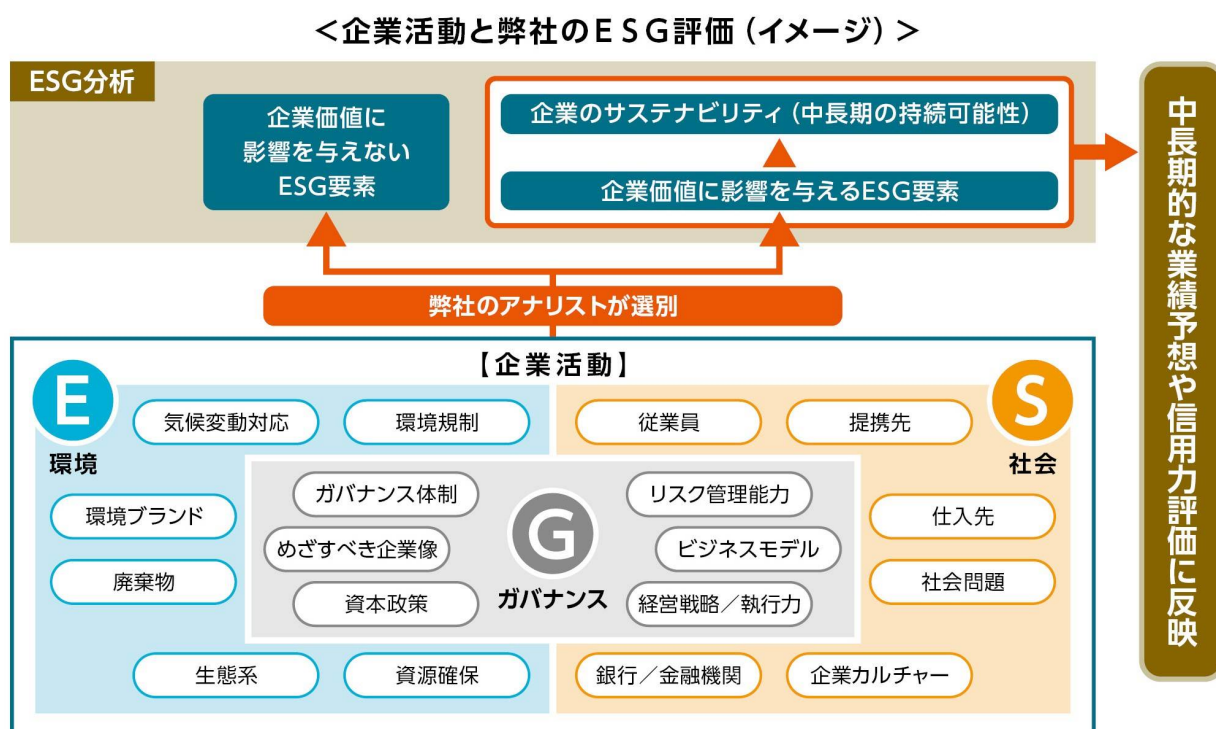 ＜企業活動と弊社のESG評価（イメージ）＞
ESG分析
企業価値に
影響を与えない
ESG要素
企業のサステナビリティ（中長期の持続可能性）
企業価値に影響を与えるESG要素
中長期的な業績予想や信用力評価に反映
弊社のアナリストが選別
【企業活動】
E
環境
気候変動対応
環境規制
環境ブランド
廃棄物
生態系
資源確保
G
ガバナンス
ガバナンス体制
めざすべき企業像
資本政策
リスク管理能力
ビジネスモデル
経営戦略／執行力
S
社会
従業員
提携先
仕入先
社会問題
銀行／金融機関
企業カルチャー